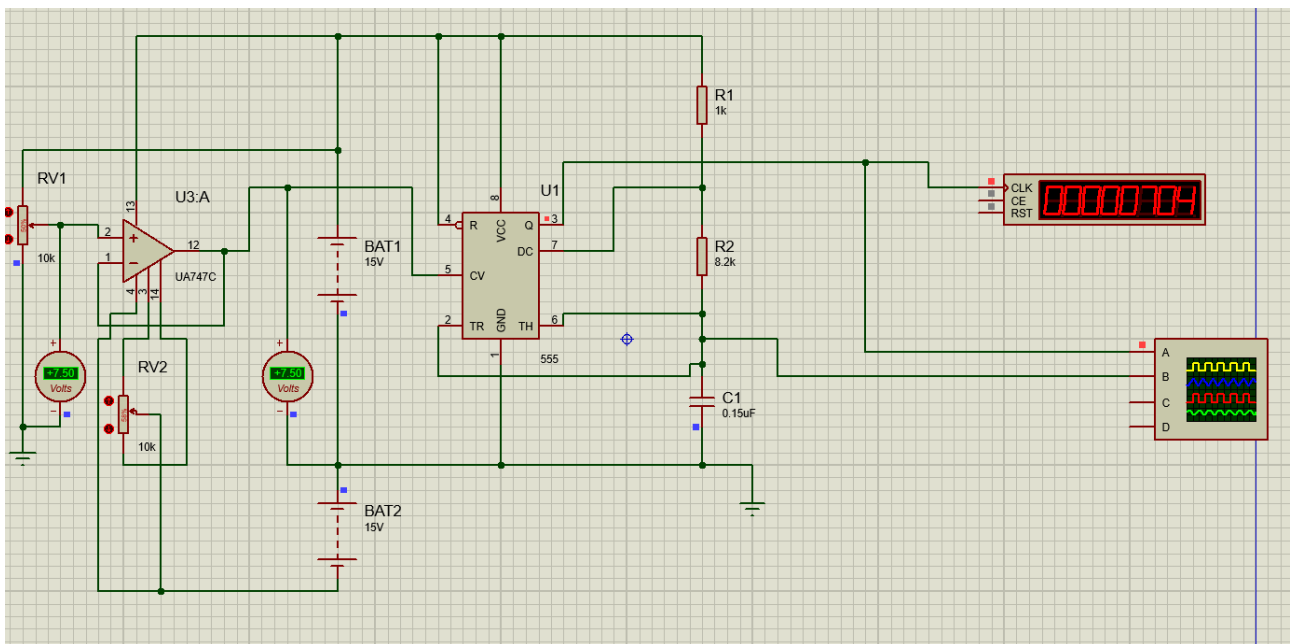 R1
1k
RV1
U3:A
U1
13
8
4
R
VCC
Q
3
CLK
CE
RST
00000704
2
+
12
DC
7
10k
1
−
UA747C
BAT1
15V
R2
8.2k
5
CV
4
3
14
2
TR
GND
TH
6
1
555
+
+7.50
Volts
−
RV2
10k
+
+7.50
Volts
−
C1
0.15uF
A
B
C
D
BAT2
15V